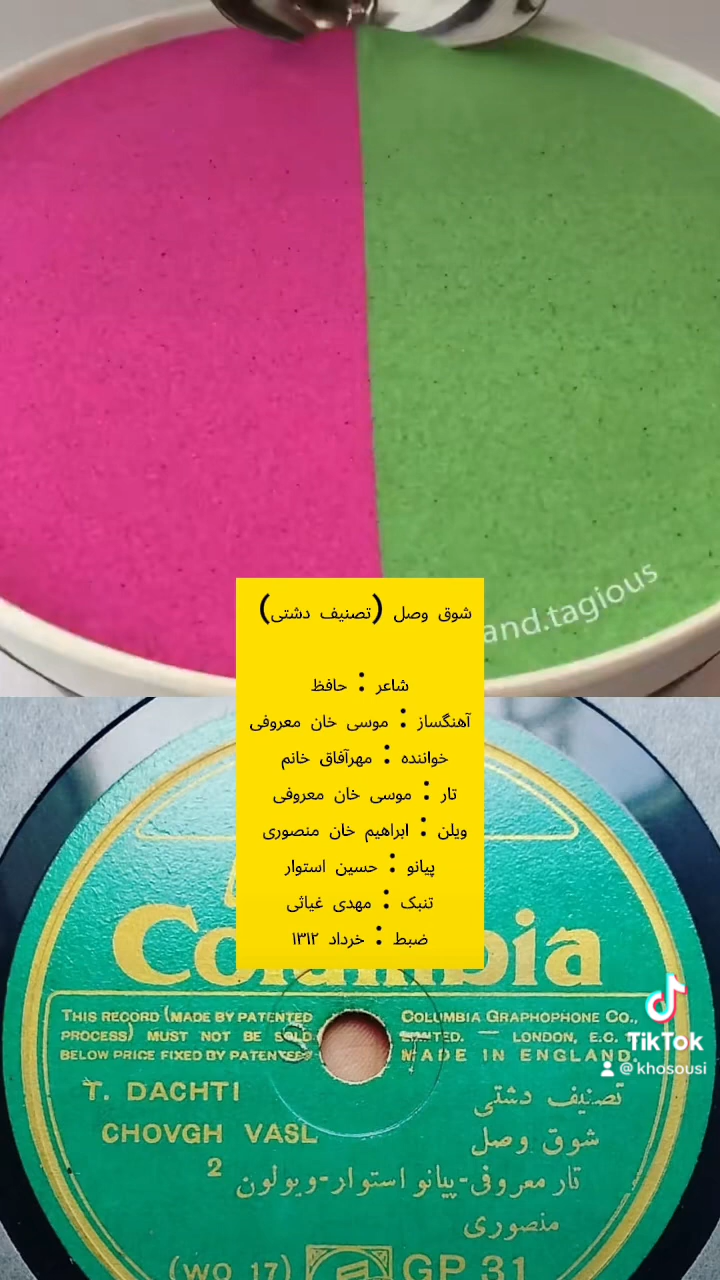 and.tagious
شوق وصل (تصنیف دشتی)
شاعر : حافظ
آهنگساز : موسی خان معروفی
خواننده : مهرآفاق خانم
تار : موسی خان معروفی
ویلن : ابراهیم خان منصوری
پیانو : حسین استوار
تنبک : مهدی غیاثی
ضبط : خرداد ۱۳۱۲
Columbia
THIS RECORD (MADE BY PATENTED
PROCESS) MUST NOT BE SOLD
BELOW PRICE FIXED BY PATENTEES
COLUMBIA GRAPHOPHONE CO.,
LIMITED. — LONDON, E.C.
MADE IN ENGLAND.
TikTok
@khosousi
T. DACHTI
تصنیف دشتی
CHOVGH VASL
شوق وصل
2
تار معروفی-پیانو استوار-ویولون
منصوری
(WO 17)
GP 31